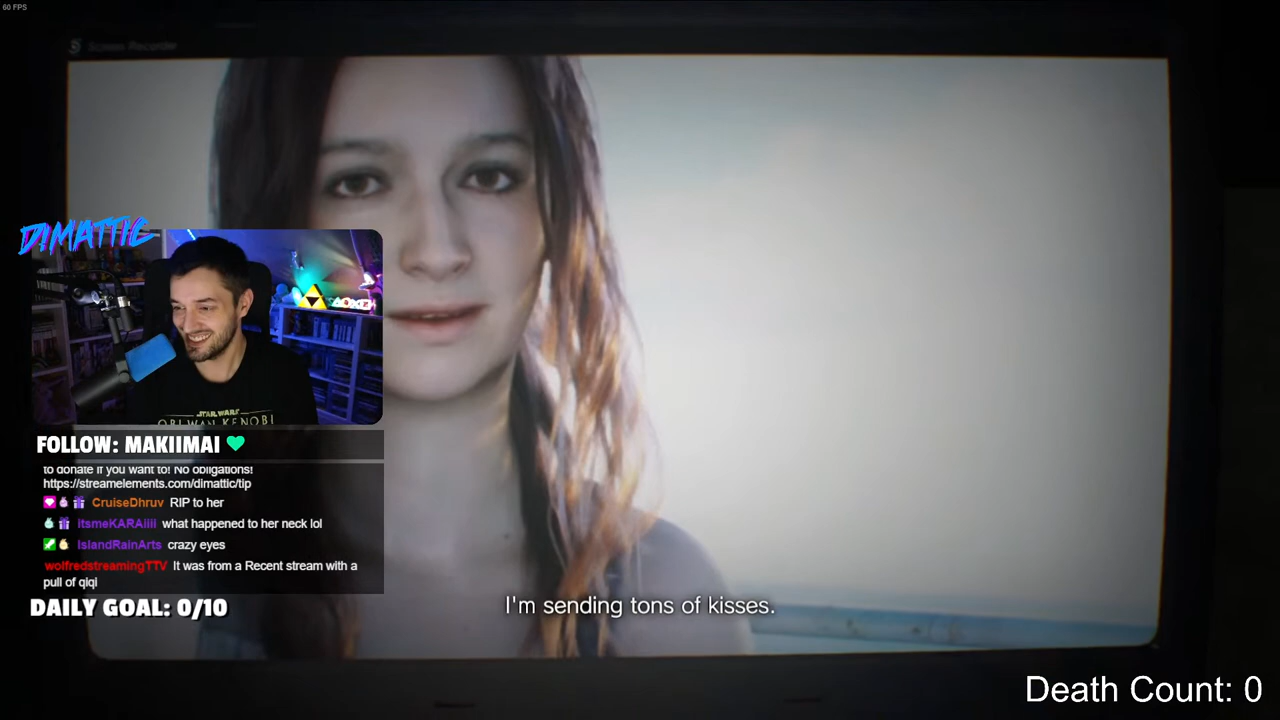 60 FPS
Screen Recorder
DIMATTIC
STAR WARS
OBI-WAN KENOBI
FOLLOW: MAKIIMAI
to donate if you want to! No obligations!
https://streamelements.com/dimattic/tip
CruiseDhruv RIP to her
itsmeKARAiiii what happened to her neck lol
IslandRainArts crazy eyes
wolfredstreamingTTV It was from a Recent stream with a
pull of qiqi
DAILY GOAL: 0/10
I'm sending tons of kisses.
Death Count: 0